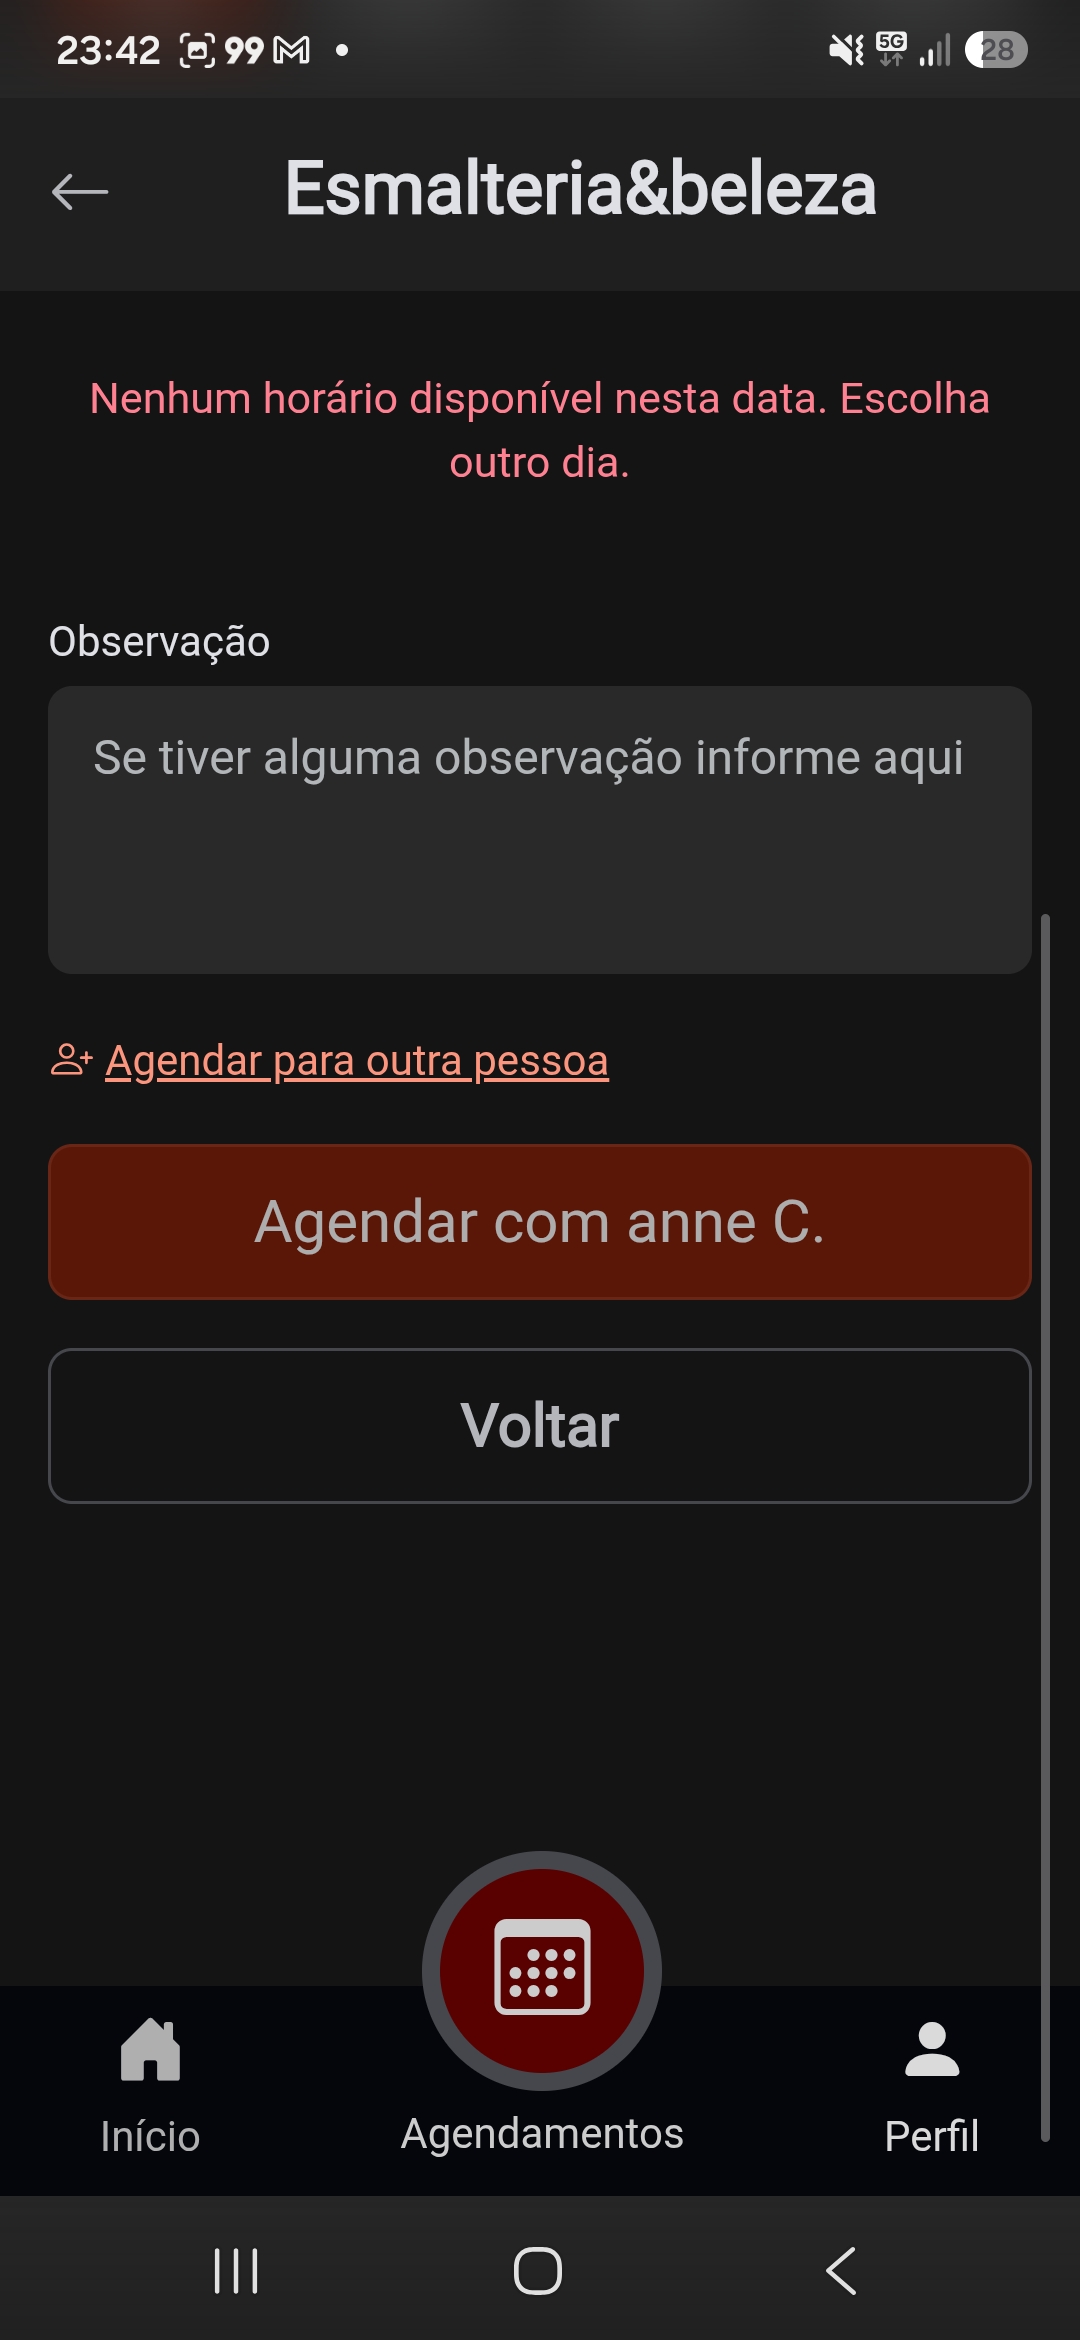 23:42 99
5G 28
Esmalteria&beleza
Nenhum horário disponível nesta data. Escolha
outro dia.
Observação
Se tiver alguma observação informe aqui
Agendar para outra pessoa
Agendar com anne C.
Voltar
Início
Agendamentos
Perfil